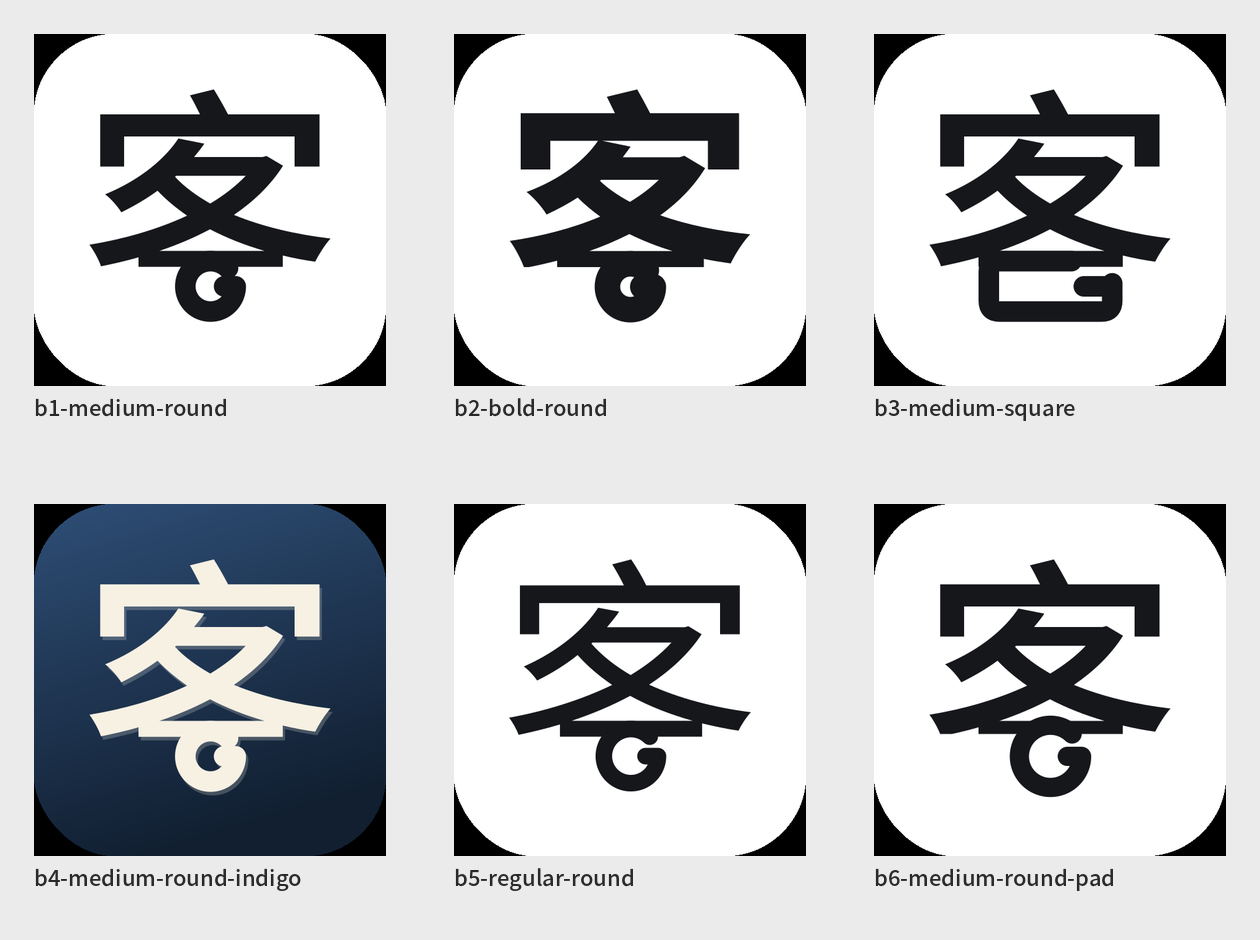 客 客 客
b1-medium-round b2-bold-round b3-medium-square
客 客 客
b4-medium-round-indigo b5-regular-round b6-medium-round-pad